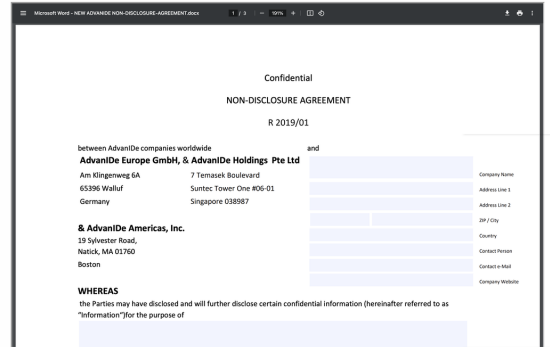 Microsoft Word - NEW ADVANIDE NON-DISCLOSURE-AGREEMENT.docx 1 / 3 — 191% +
Confidential
NON-DISCLOSURE AGREEMENT
R 2019/01
between AdvanIDe companies worldwide and
AdvanIDe Europe GmbH, & AdvanIDe Holdings Pte Ltd
Am Klingenweg 6A 7 Temasek Boulevard Company Name
65396 Walluf Suntec Tower One #06-01 Address Line 1
Germany Singapore 038987 Address Line 2
ZIP / City
& AdvanIDe Americas, Inc. Country
19 Sylvester Road,
Natick, MA 01760 Contact Person
Boston Contact e-Mail
Company Website
WHEREAS
the Parties may have disclosed and will further disclose certain confidential information (hereinafter referred to as
"Information")for the purpose of